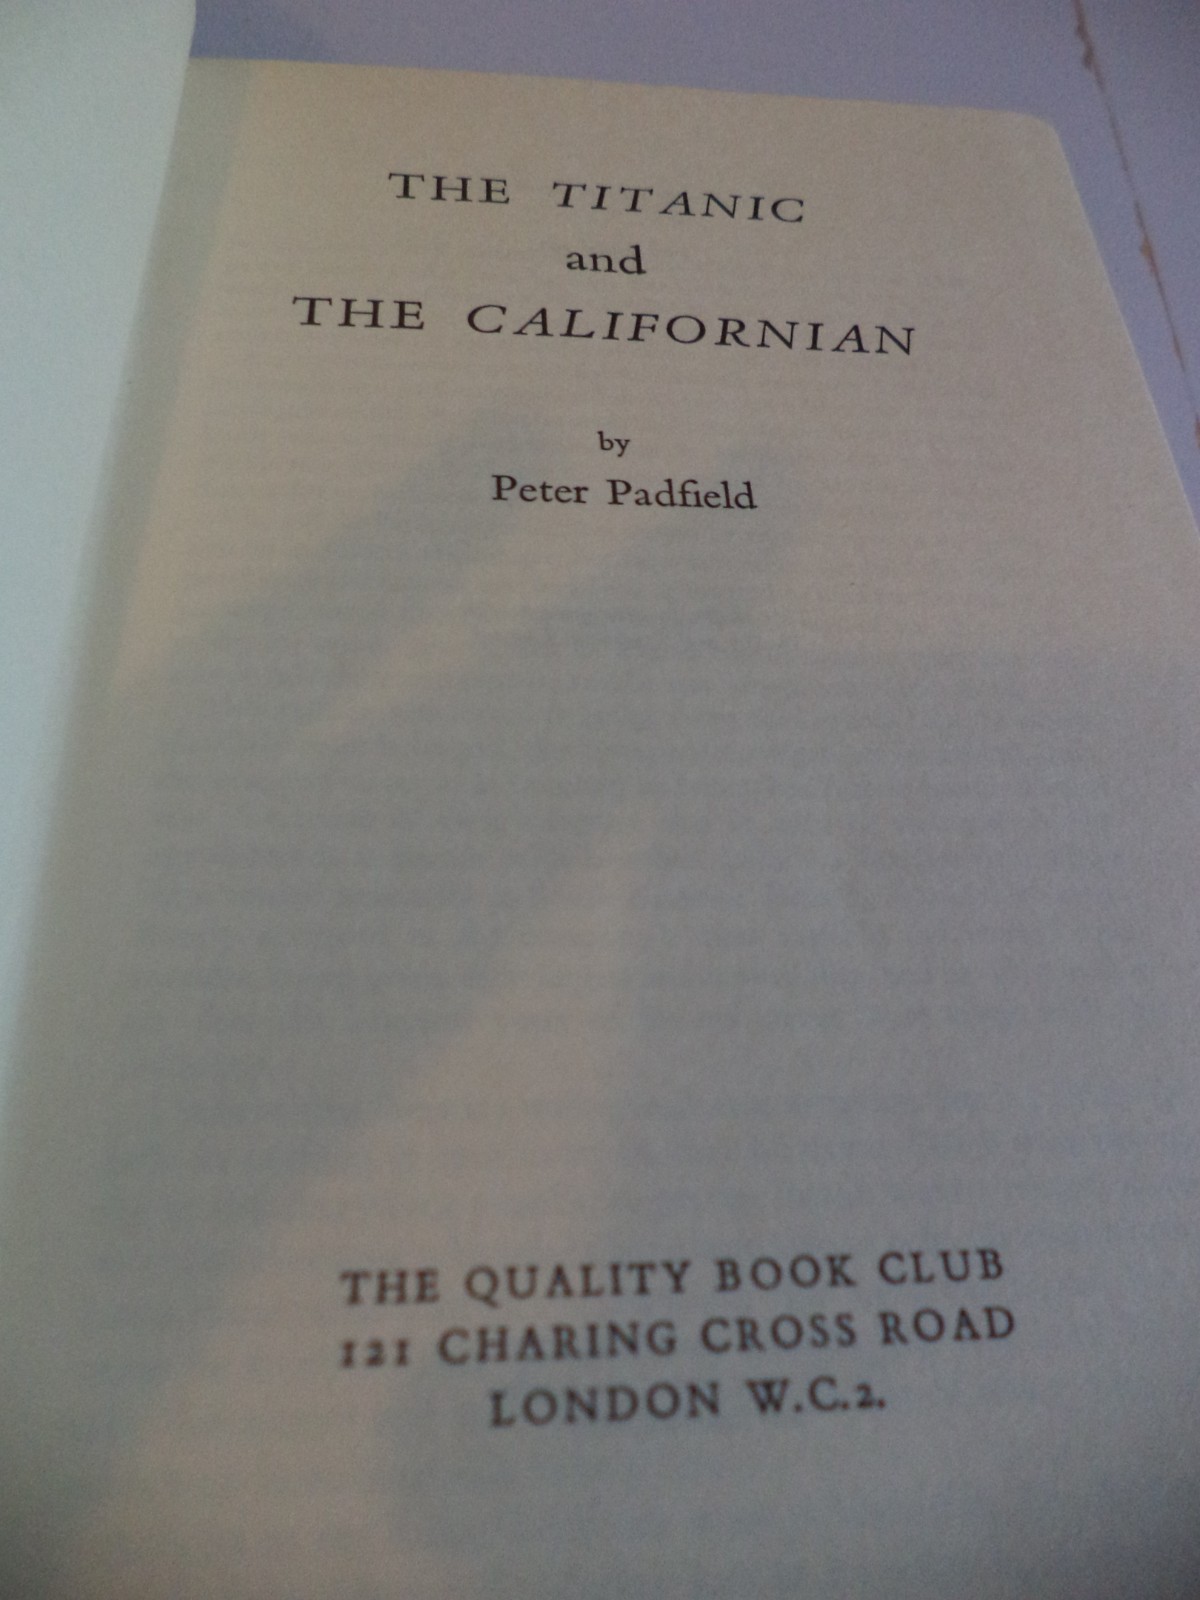 THE TITANIC
and
THE CALIFORNIAN
by
Peter Padfield
THE QUALITY BOOK CLUB
121 CHARING CROSS ROAD
LONDON W.C.2.